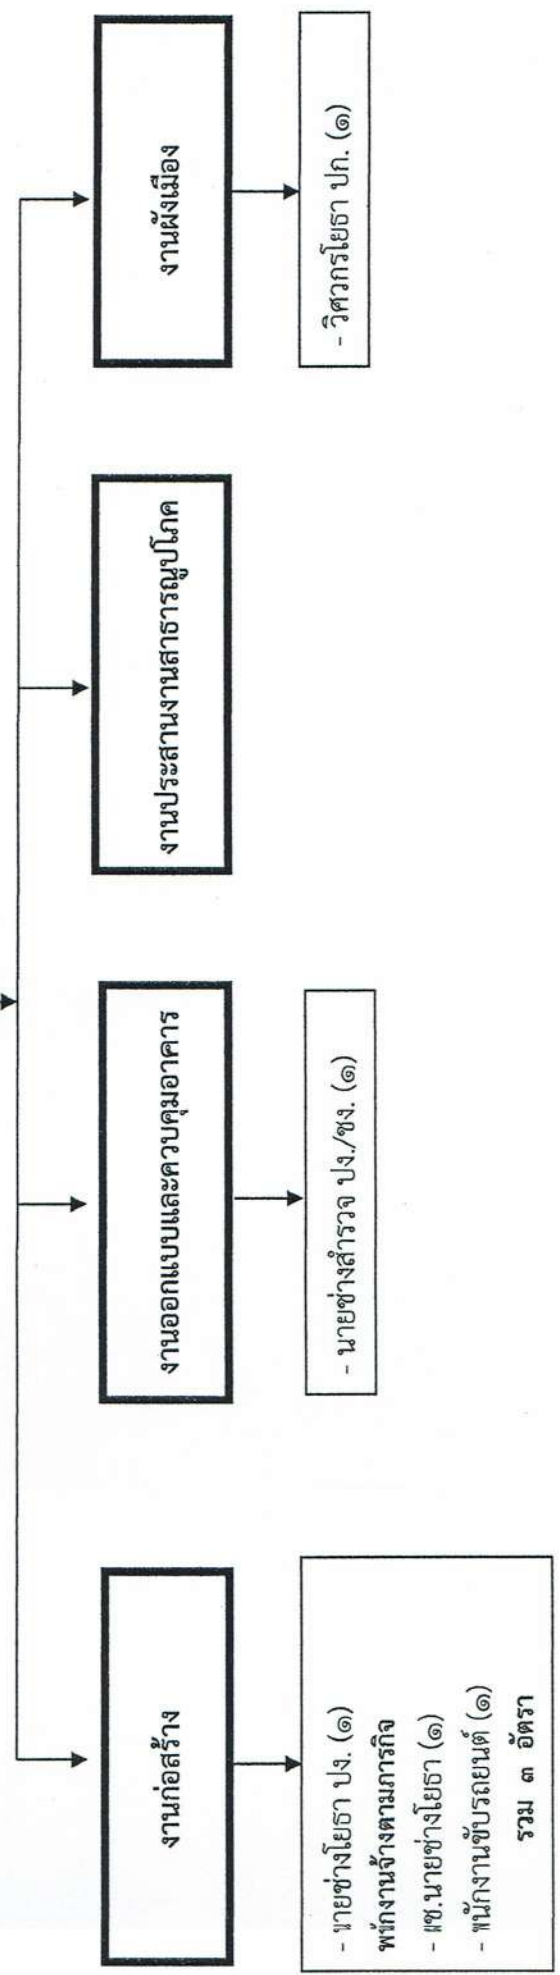 งานก่อสร้าง
- นายช่างโยธา ปง. (๑)
พนักงานจ้างตามภารกิจ
- ผช.นายช่างโยธา (๑)
- พนักงานขับรถยนต์ (๑)
รวม ๓ อัตรา
งานออกแบบและควบคุมอาคาร
- นายช่างสำรวจ ปง./ชง. (๑)
งานประสานงานสาธารณูปโภค
งานผังเมือง
- วิศวกรโยธา ปก. (๑)